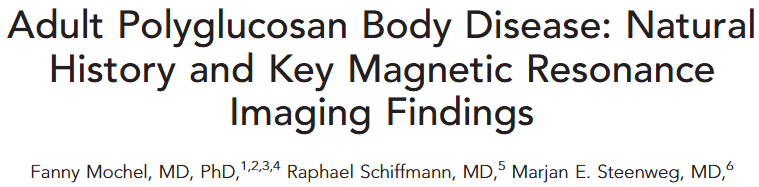 Adult Polyglucosan Body Disease: Natural
History and Key Magnetic Resonance
Imaging Findings
Fanny Mochel, MD, PhD,1,2,3,4 Raphael Schiffmann, MD,5 Marjan E. Steenweg, MD,6